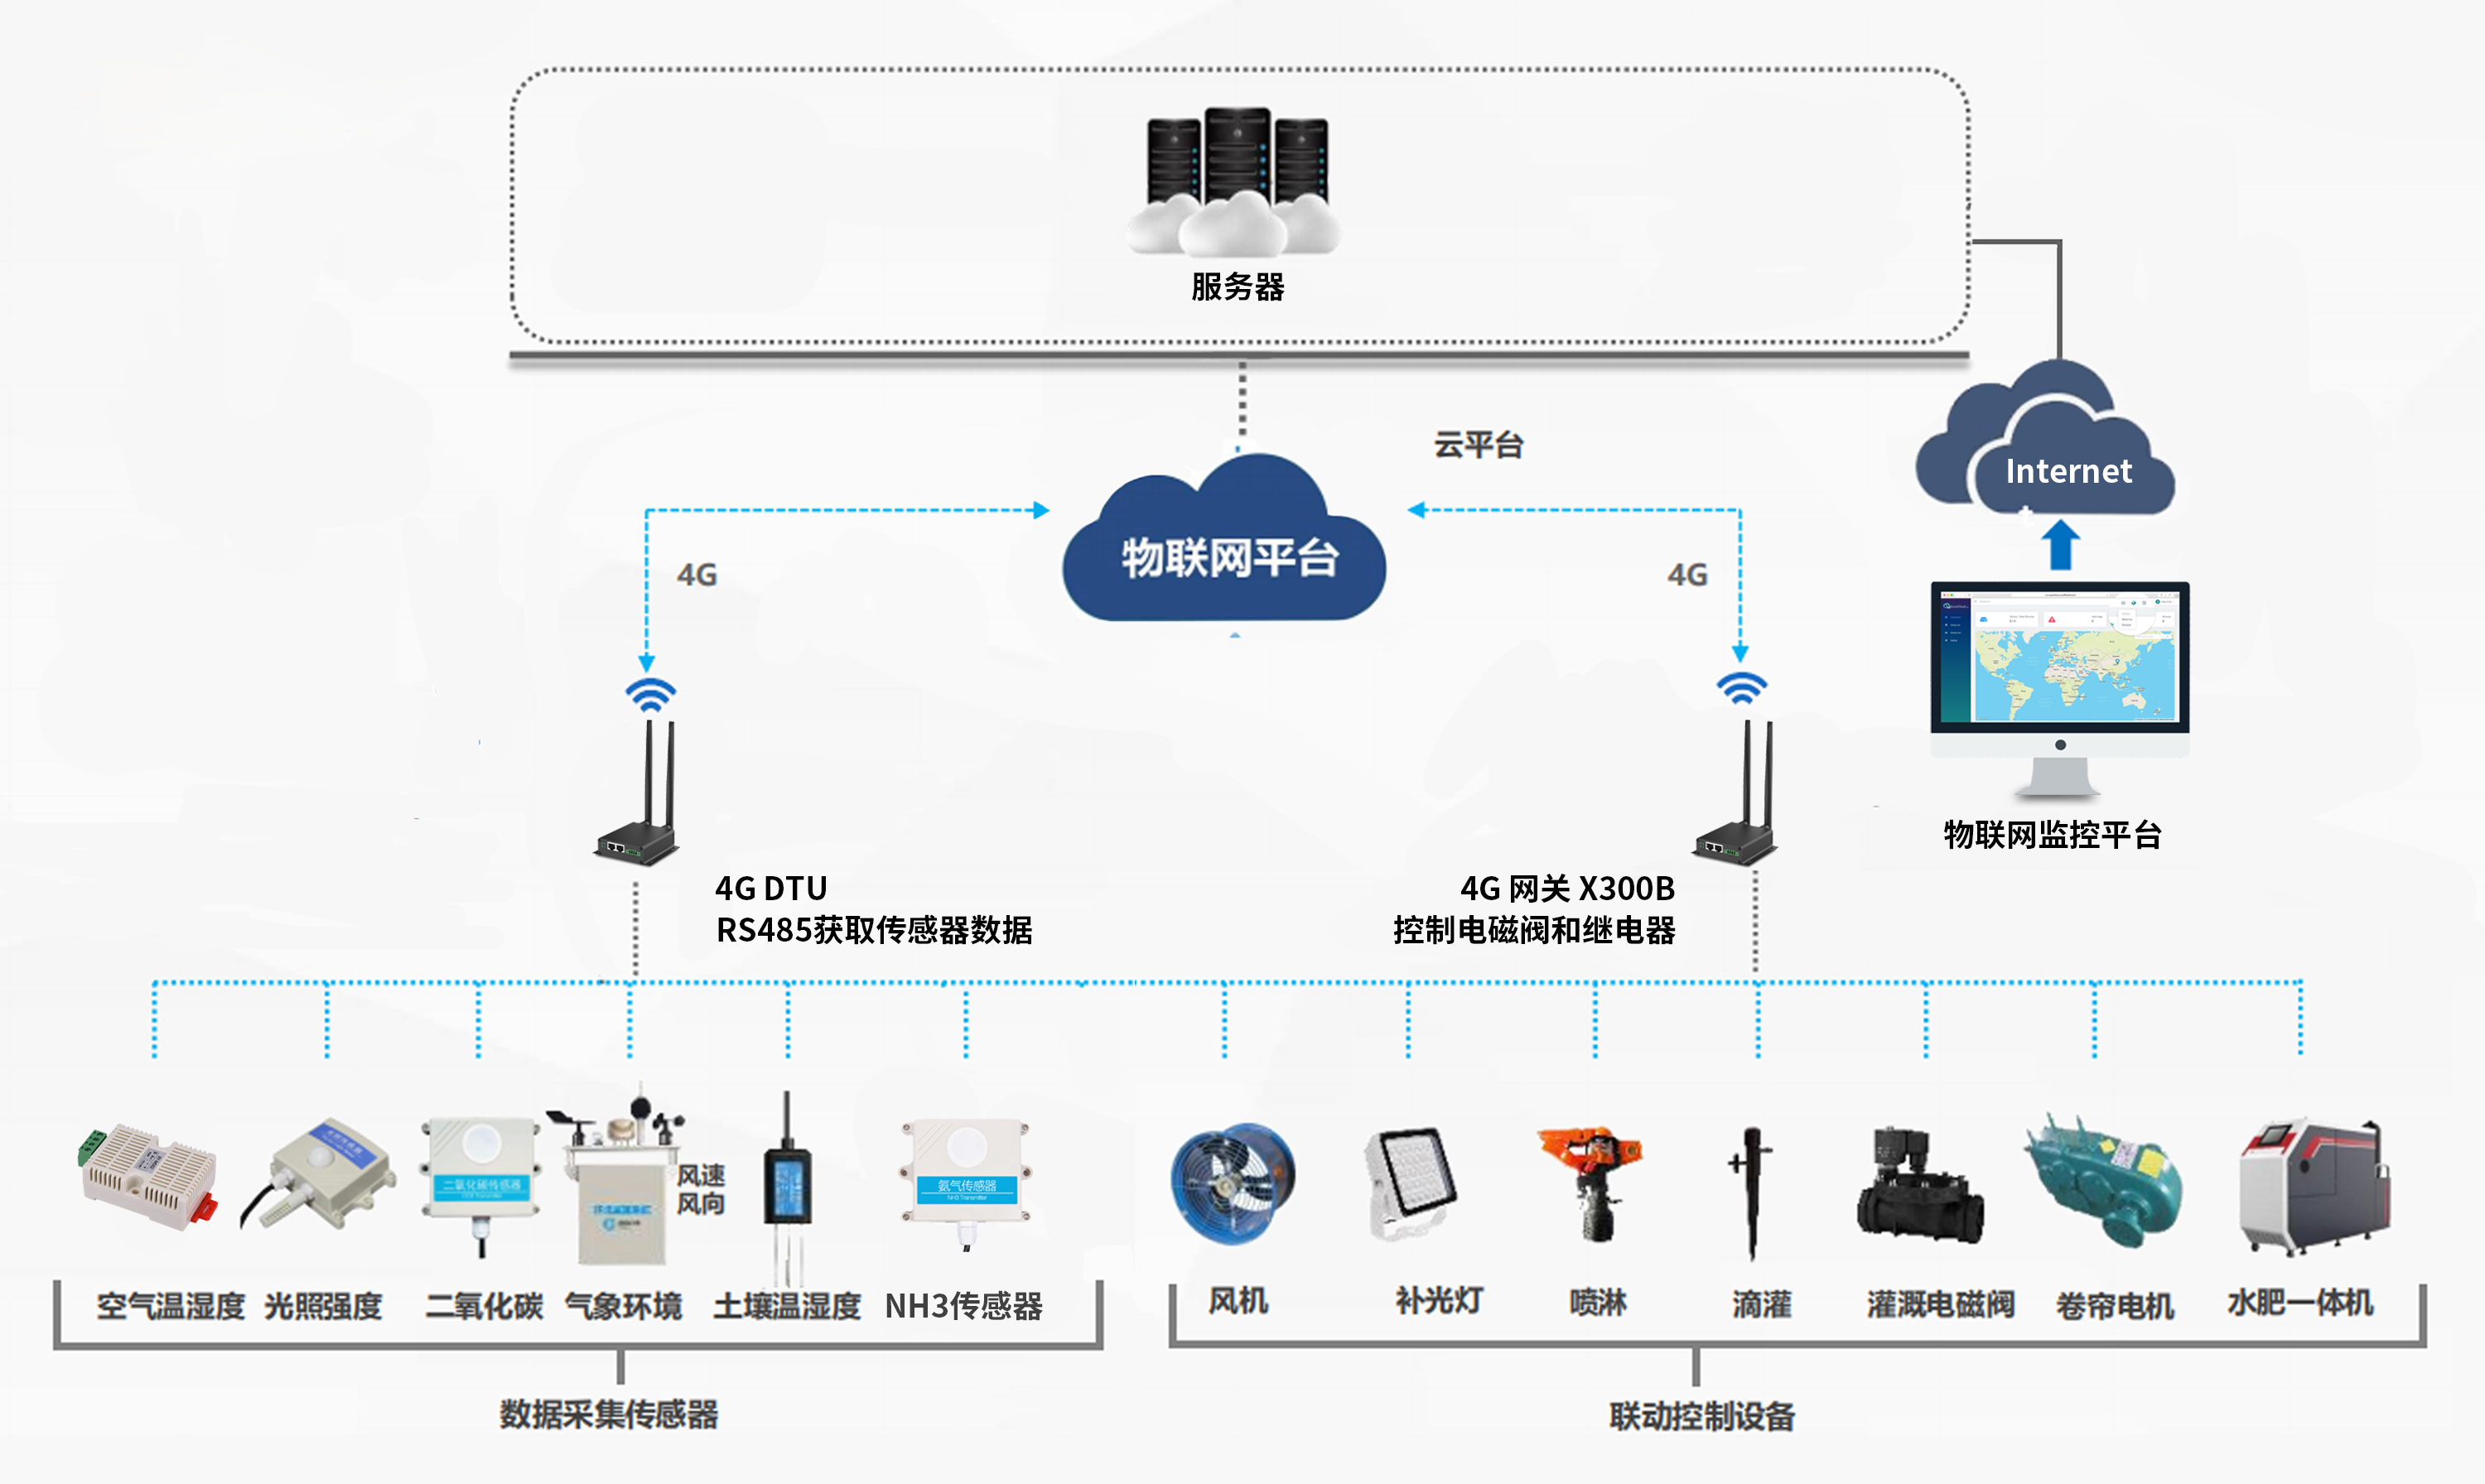 服务器
云平台
Internet
t
物联网平台
4G
4G
物联网监控平台
4G DTU
RS485获取传感器数据
4G 网关 X300B
控制电磁阀和继电器
二氧化碳传感器
氨气传感器
NH3 Transmitter
风速
风向
空气温湿度
光照强度
二氧化碳
气象环境
土壤温湿度
NH3传感器
风机
补光灯
喷淋
滴灌
灌溉电磁阀
卷帘电机
水肥一体机
数据采集传感器
联动控制设备